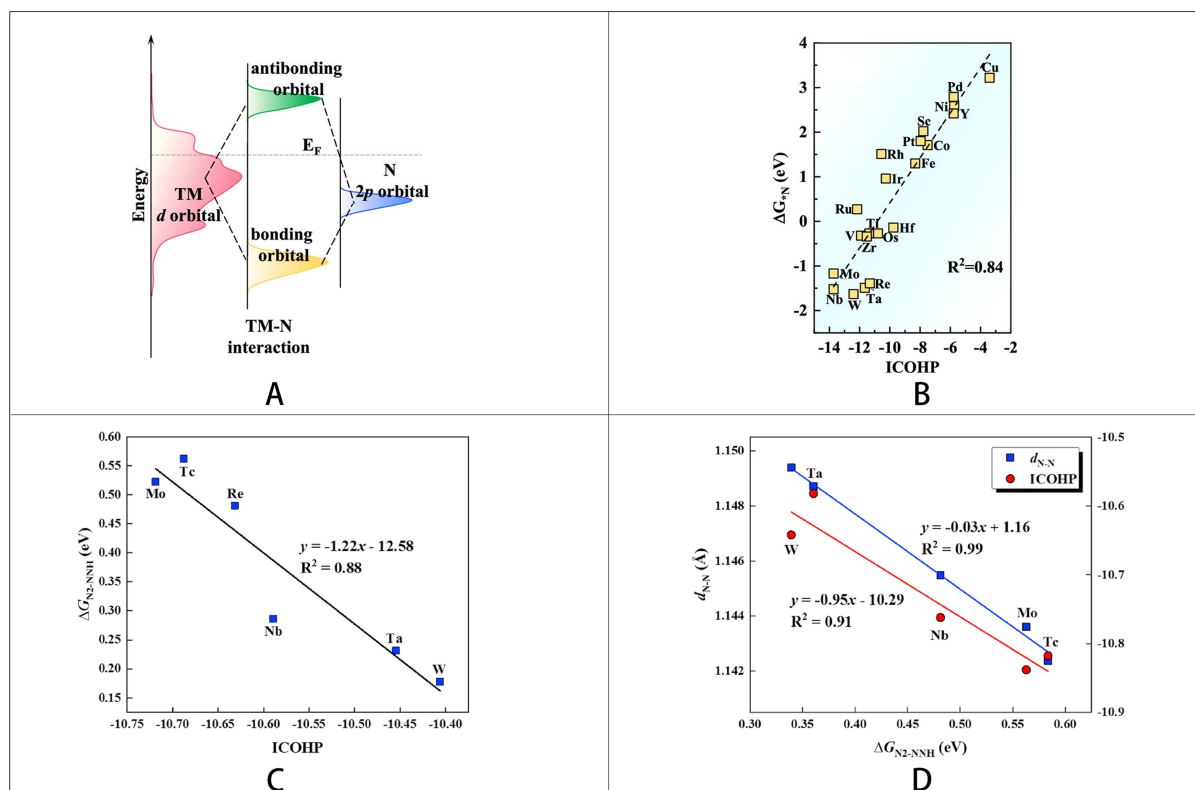 antibonding
orbital
E_F
Energy
TM
d orbital
N
2p orbital
bonding
orbital
TM-N
interaction
A
ΔG*N (eV)
4
3
2
1
0
-1
-2
Cu
Pd
Ni
Y
Sc
Pt
Co
Rh
Fe
Ir
Ru
Ti
Hf
V
Os
Zr
Mo
Re
Nb
W
Ta
R²=0.84
-14 -12 -10 -8 -6 -4 -2
ICOHP
B
ΔG_N2-NNH (eV)
0.60
0.55
0.50
0.45
0.40
0.35
0.30
0.25
0.20
0.15
Tc
Mo
Re
y = -1.22x - 12.58
R² = 0.88
Nb
Ta
W
-10.75 -10.70 -10.65 -10.60 -10.55 -10.50 -10.45 -10.40
ICOHP
C
d_N-N (Å)
1.150
1.148
1.146
1.144
1.142
-10.5
-10.6
-10.7
-10.8
-10.9
d_N-N
ICOHP
Ta
W
y = -0.03x + 1.16
R² = 0.99
y = -0.95x - 10.29
R² = 0.91
Nb
Mo
Tc
0.30 0.40 0.45 0.50 0.55 0.60
ΔG_N2-NNH (eV)
D